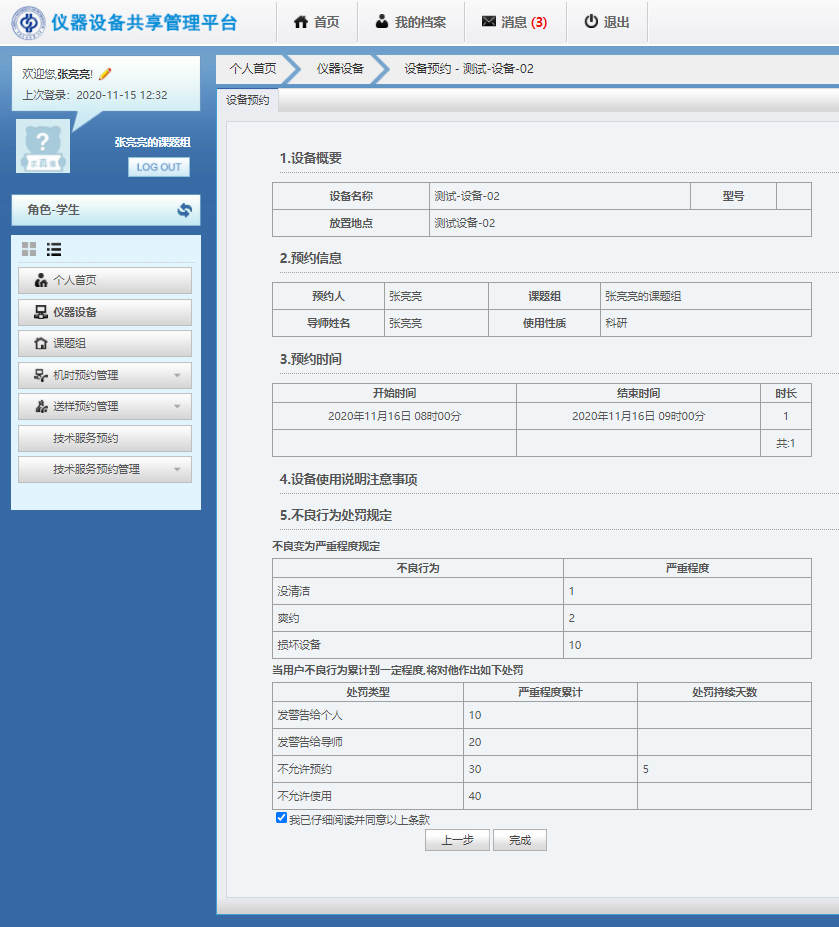 仪器设备共享管理平台
首页
我的档案
消息 (3)
退出
欢迎您,张亮亮!
上次登录: 2020-11-15 12:32
张亮亮的课题组
LOG OUT
角色-学生
个人首页
仪器设备
课题组
机时预约管理
送样预约管理
技术服务预约
技术服务预约管理
个人首页 仪器设备 设备预约 - 测试-设备-02
设备预约
1.设备概要
设备名称 测试-设备-02 型号
放置地点 测试设备-02
2.预约信息
预约人 张亮亮 课题组 张亮亮的课题组
导师姓名 张亮亮 使用性质 科研
3.预约时间
开始时间 结束时间 时长
2020年11月16日 08时00分 2020年11月16日 09时00分 1
共:1
4.设备使用说明注意事项
5.不良行为处罚规定
不良变为严重程度规定
不良行为 严重程度
没清洁 1
爽约 2
损坏设备 10
当用户不良行为累计到一定程度,将对他作出如下处罚
处罚类型 严重程度累计 处罚持续天数
发警告给个人 10
发警告给导师 20
不允许预约 30 5
不允许使用 40
我已仔细阅读并同意以上条款
上一步 完成